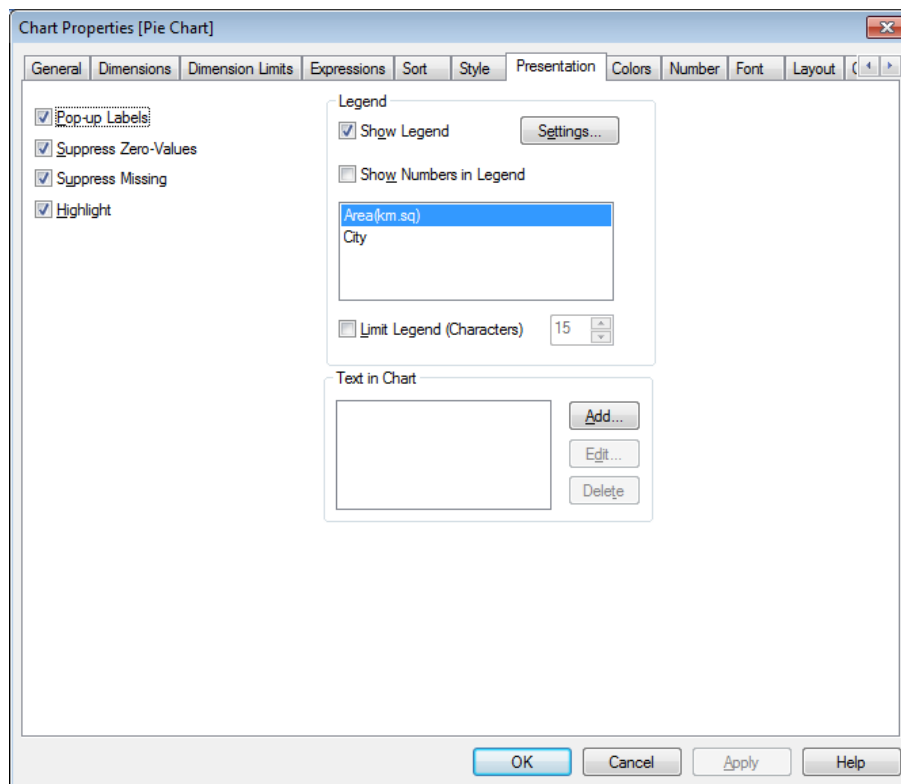 Chart Properties [Pie Chart]
General Dimensions Dimension Limits Expressions Sort Style Presentation Colors Number Font Layout
Pop-up Labels
Suppress Zero-Values
Suppress Missing
Highlight
Legend
Show Legend Settings...
Show Numbers in Legend
Area(km.sq)
City
Limit Legend (Characters) 15
Text in Chart
Add...
Edit...
Delete
OK Cancel Apply Help